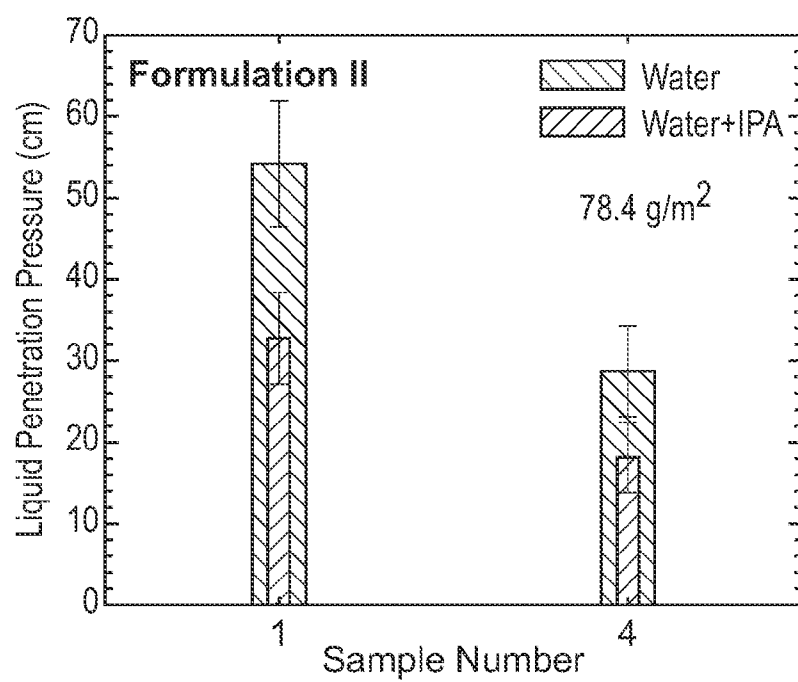 70
60
50
40
30
20
10
0
Liquid Penetration Pressure (cm)
Formulation II
Water
Water+IPA
78.4 g/m²
1 4
Sample Number